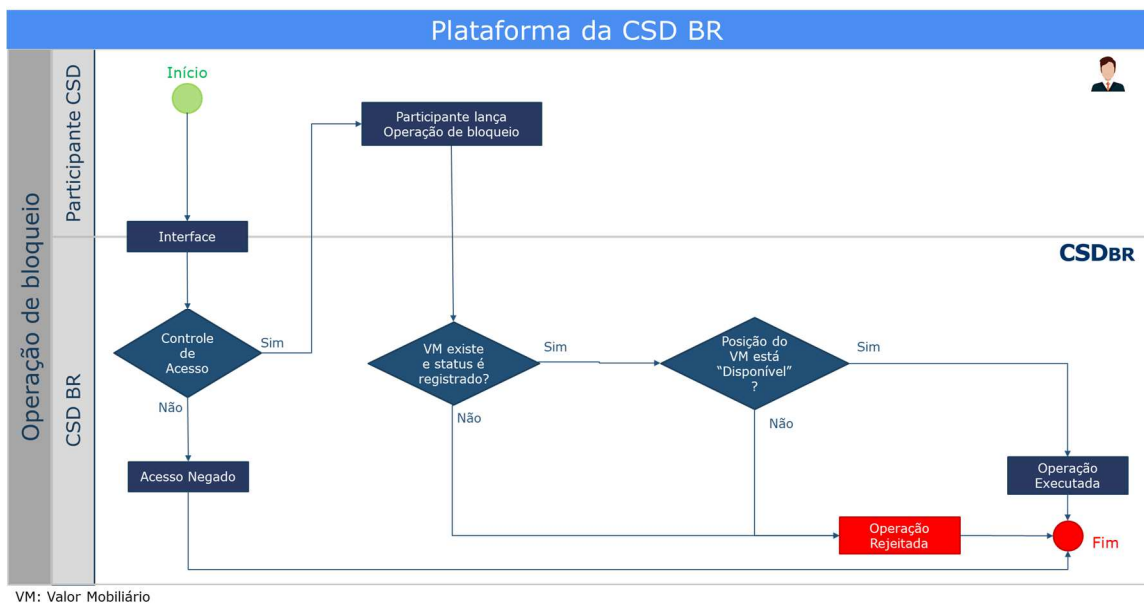 Plataforma da CSD BR
Operação de bloqueio
Participante CSD
CSD BR
Início
Participante lança
Operação de bloqueio
Interface
CSDBR
Controle
de
Acesso
Sim
Não
VM existe
e status é
registrado?
Sim
Não
Posição do
VM está
“Disponível”
?
Sim
Não
Acesso Negado
Operação
Executada
Operação
Rejeitada
Fim
VM: Valor Mobiliário